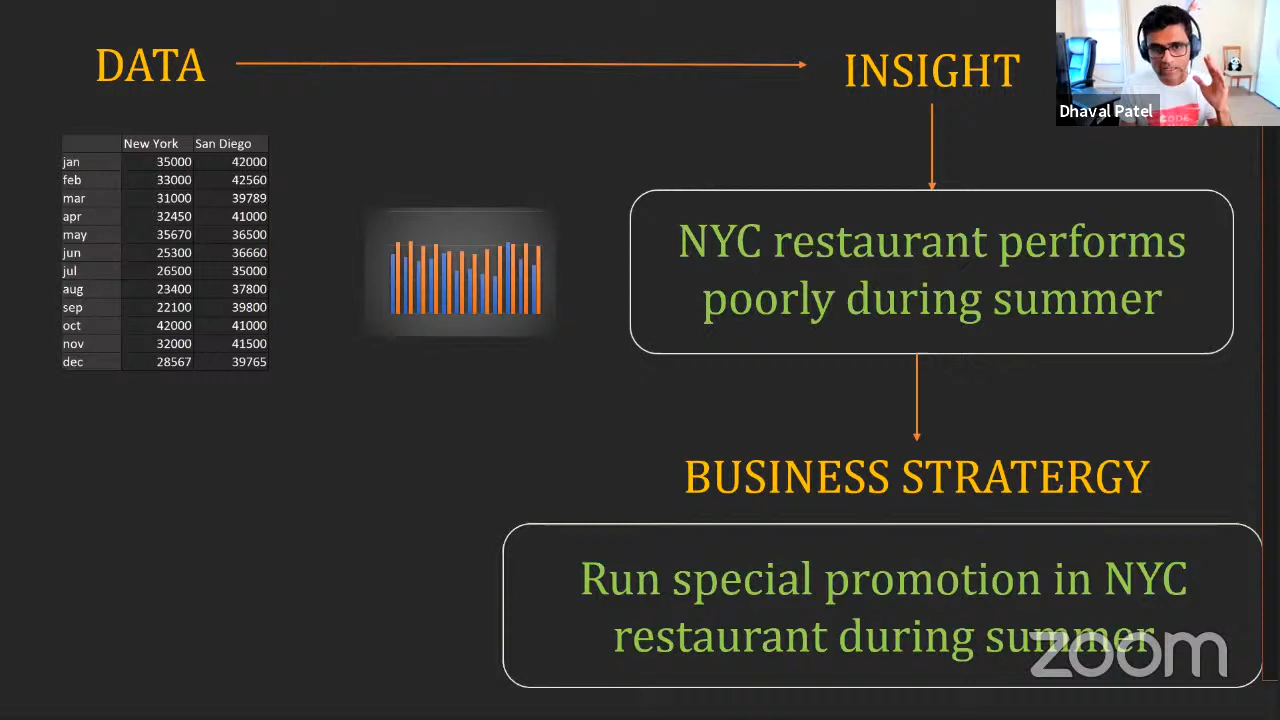 DATA
INSIGHT
Dhaval Patel
CODE
New York San Diego
jan 35000 42000
feb 33000 42560
mar 31000 39789
apr 32450 41000
may 35670 36500
jun 25300 36660
jul 26500 35000
aug 23400 37800
sep 22100 39800
oct 42000 41000
nov 32000 41500
dec 28567 39765
NYC restaurant performs
poorly during summer
BUSINESS STRATERGY
Run special promotion in NYC
restaurant during summer
zoom